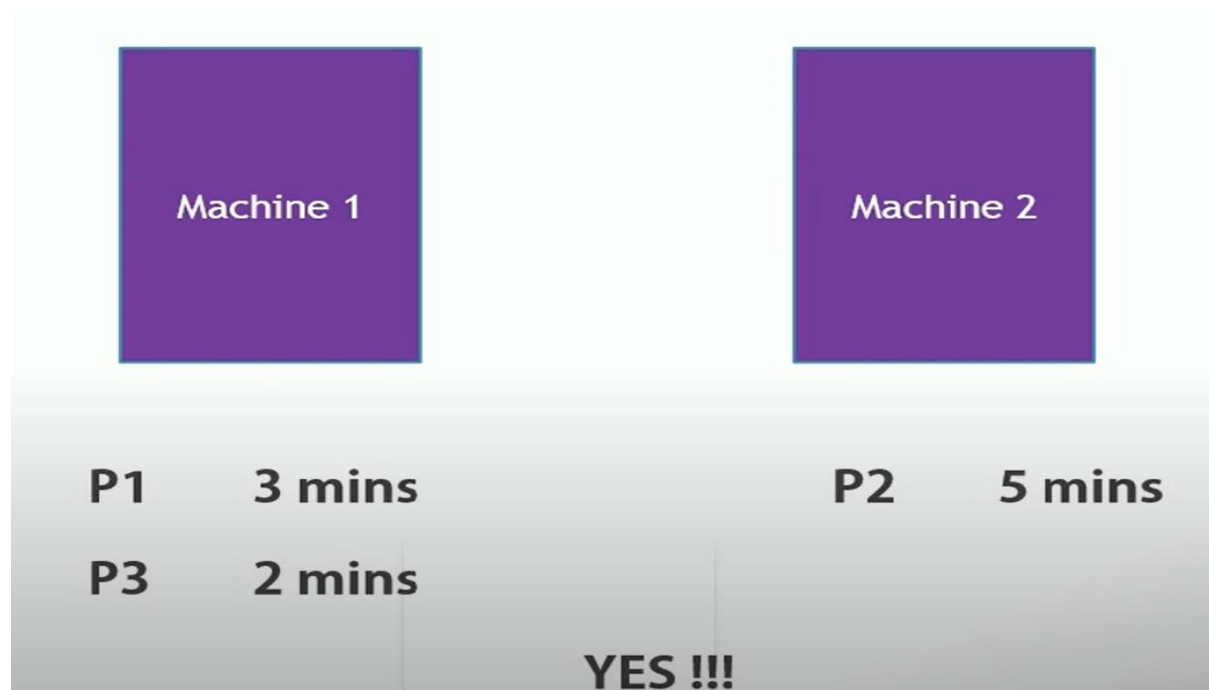 Machine 1
Machine 2
P1 3 mins
P2 5 mins
P3 2 mins
YES !!!